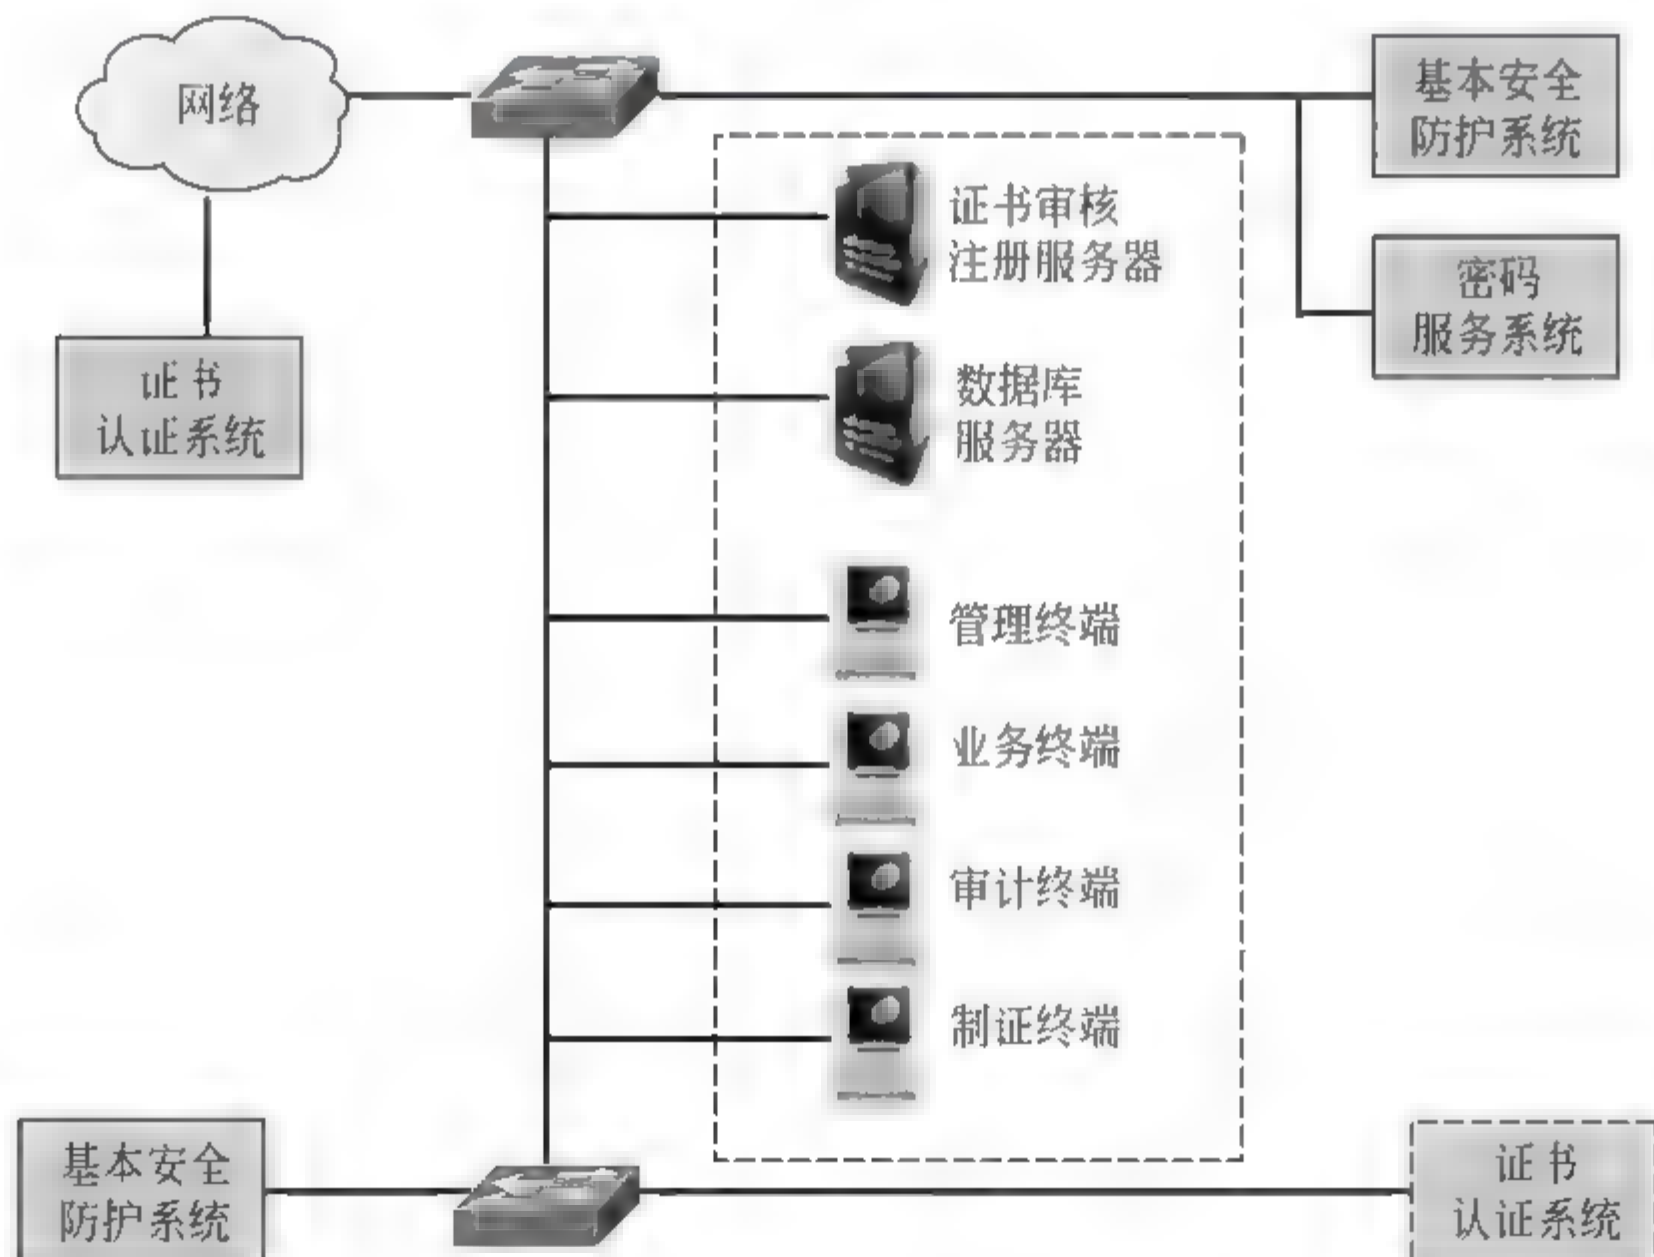 网络
基本安全
防护系统
证书审核
注册服务器
密码
服务系统
证书
认证系统
数据库
服务器
管理终端
业务终端
审计终端
制证终端
基本安全
防护系统
证书
认证系统